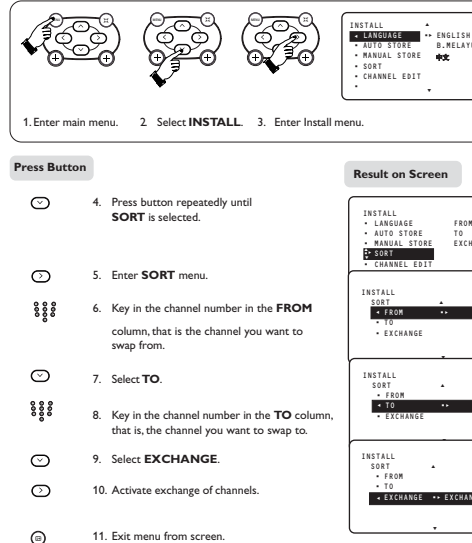 INSTALL
LANGUAGE ENGLISH
AUTO STORE
MANUAL STORE 中文
SORT
CHANNEL EDIT
1. Enter main menu. 2. Select INSTALL. 3. Enter Install menu.
Press Button
Result on Screen
4. Press button repeatedly until
SORT is selected.
5. Enter SORT menu.
6. Key in the channel number in the FROM
column, that is the channel you want to
swap from.
7. Select TO.
8. Key in the channel number in the TO column,
that is, the channel you want to swap to.
9. Select EXCHANGE.
10. Activate exchange of channels.
11. Exit menu from screen.
INSTALL
LANGUAGE FROM
AUTO STORE TO
MANUAL STORE
SORT
CHANNEL EDIT
INSTALL
SORT
FROM
TO
EXCHANGE
INSTALL
SORT
FROM
TO
EXCHANGE
INSTALL
SORT
FROM
TO
EXCHANGE